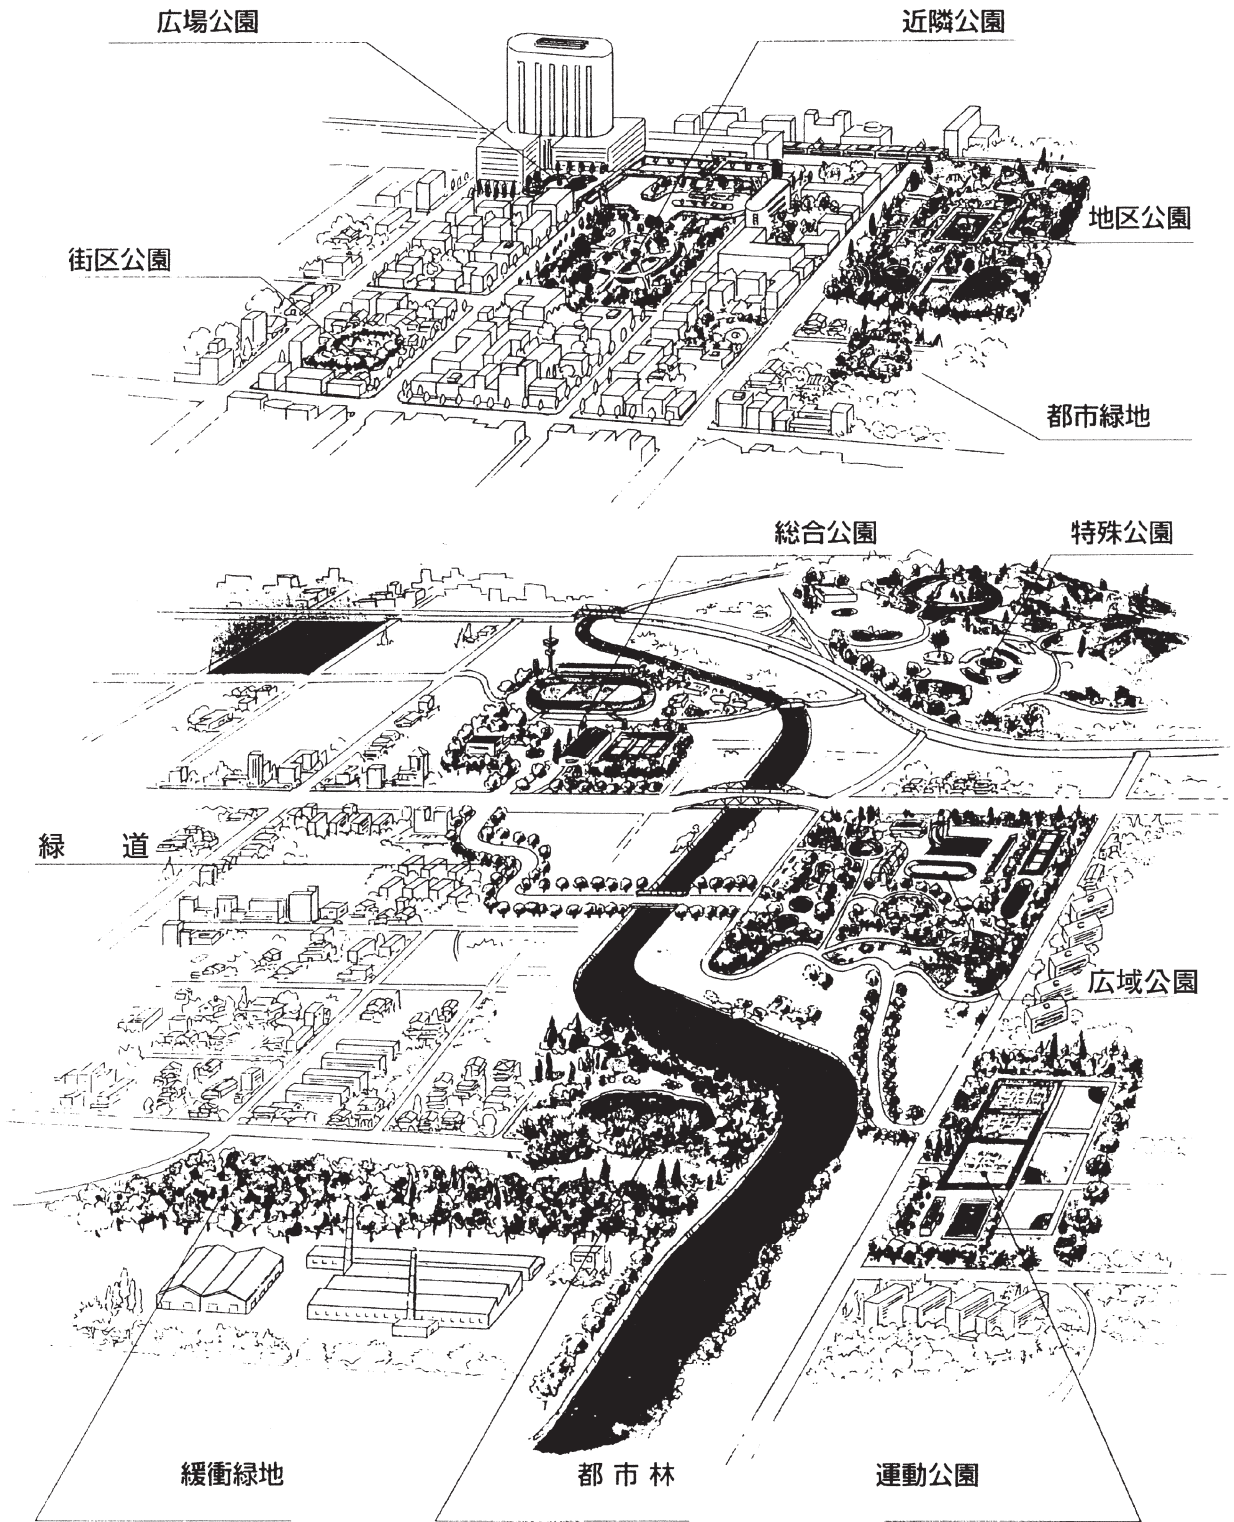 広場公園
近隣公園
地区公園
街区公園
都市緑地
総合公園
特殊公園
緑道
広域公園
緩衝緑地
都市林
運動公園